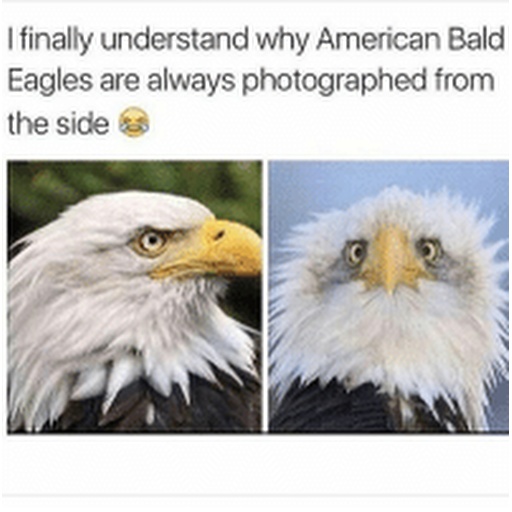 I finally understand why American Bald
Eagles are always photographed from
the side 😂